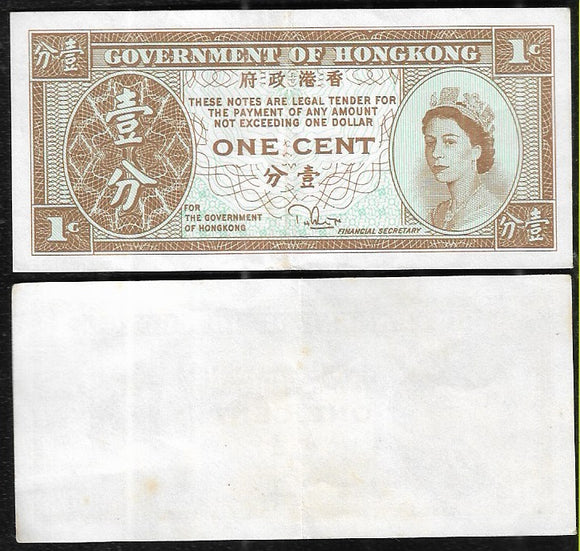 分壹
GOVERNMENT OF HONGKONG
1C
府政港香
THESE NOTES ARE LEGAL TENDER FOR
THE PAYMENT OF ANY AMOUNT
NOT EXCEEDING ONE DOLLAR
ONE CENT
分壹
壹
分
FOR
THE GOVERNMENT
OF HONGKONG
FINANCIAL SECRETARY
1C
分壹